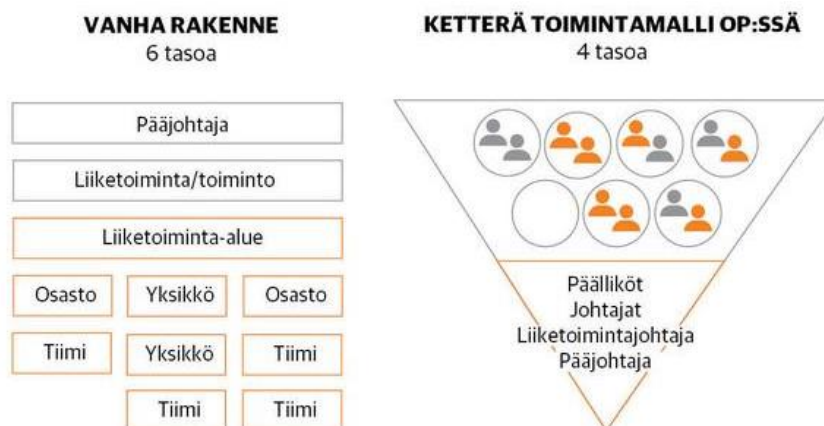 VANHA RAKENNE
6 tasoa
Pääjohtaja
Liiketoiminta/toiminto
Liiketoiminta-alue
Osasto Yksikkö Osasto
Tiimi Yksikkö Tiimi
Tiimi Tiimi
KETTERÄ TOIMINTAMALLI OP:SSÄ
4 tasoa
Päälliköt
Johtajat
Liiketoimintajohtaja
Pääjohtaja